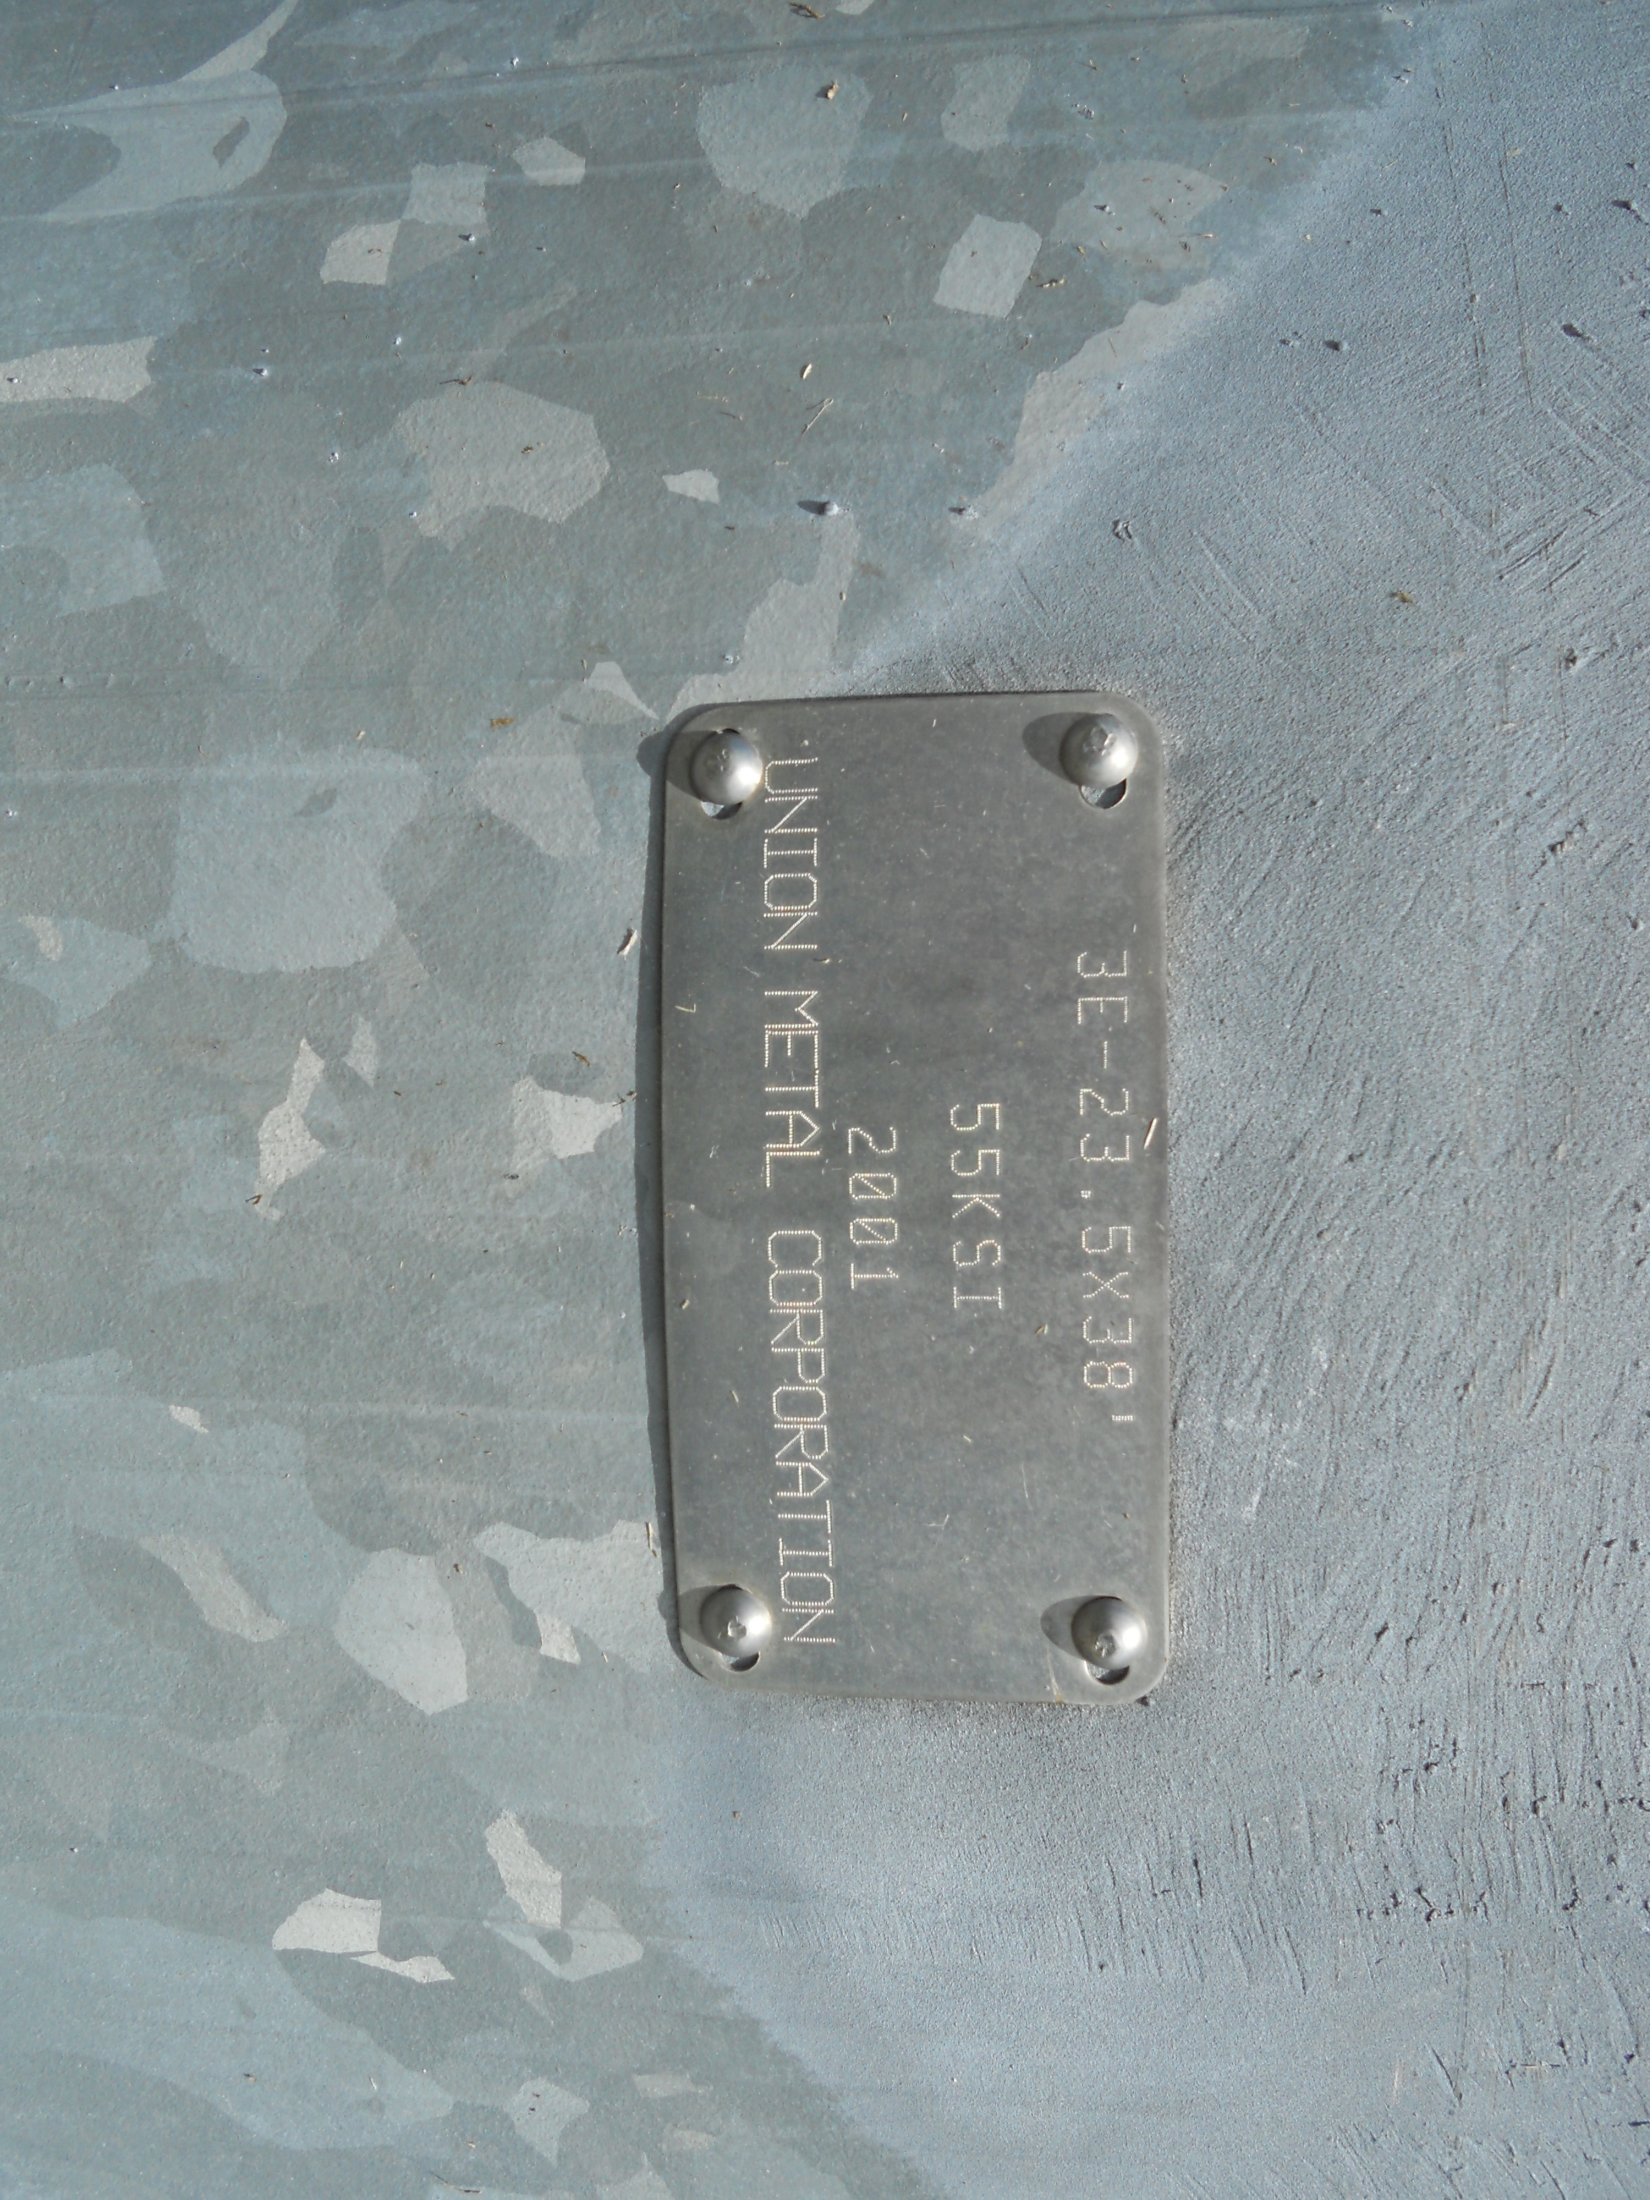 3E-23.5X38'
55KSI
2001
UNION METAL CORPORATION